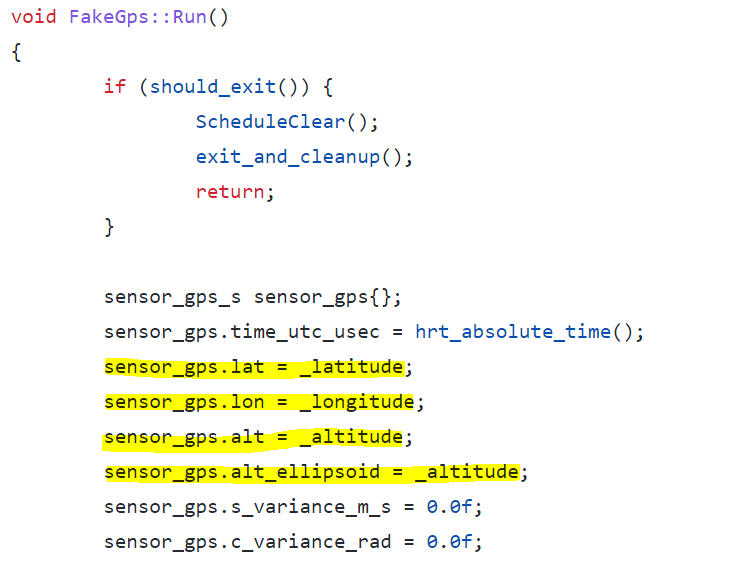 void FakeGps::Run()
{
if (should_exit()) {
ScheduleClear();
exit_and_cleanup();
return;
}
sensor_gps_s sensor_gps{};
sensor_gps.time_utc_usec = hrt_absolute_time();
sensor_gps.lat = _latitude;
sensor_gps.lon = _longitude;
sensor_gps.alt = _altitude;
sensor_gps.alt_ellipsoid = _altitude;
sensor_gps.s_variance_m_s = 0.0f;
sensor_gps.c_variance_rad = 0.0f;